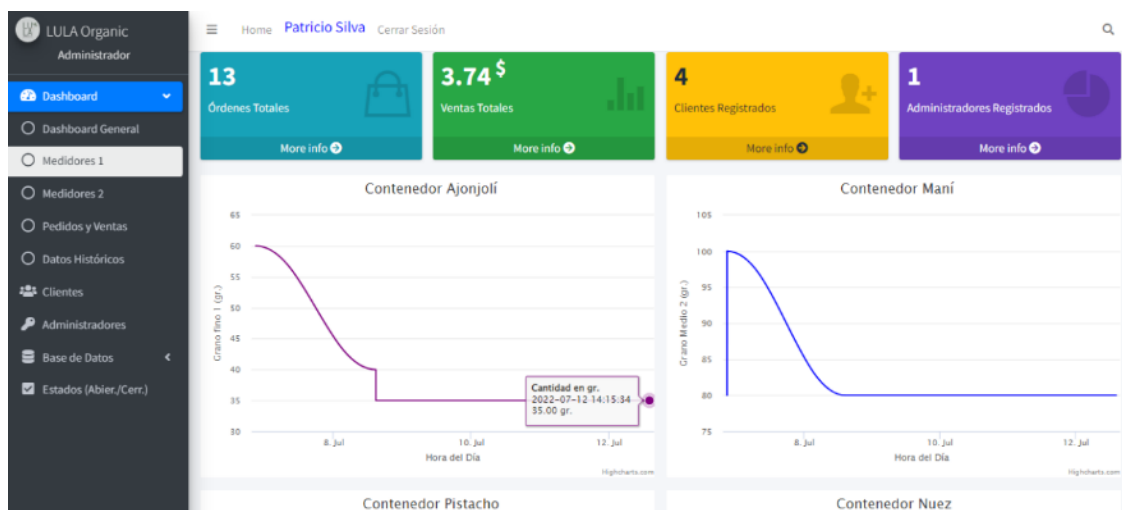 LULA Organic
Administrador
Dashboard
Dashboard General
Medidores 1
Medidores 2
Pedidos y Ventas
Datos Históricos
Clientes
Administradores
Base de Datos
Estados (Abier./Cerr.)
Home Patricio Silva Cerrar Sesión
13
Órdenes Totales
More info
3.74 $
Ventas Totales
More info
4
Clientes Registrados
More info
1
Administradores Registrados
More info
Contenedor Ajonjolí
65
60
55
50
45
40
35
30
Grano fino 1 (gr.)
Cantidad en gr.
2022-07-12 14:15:34
35.00 gr.
8. Jul
10. Jul
12. Jul
Hora del Día
Highcharts.com
Contenedor Maní
105
100
95
90
85
80
75
Grano Medio 2 (gr.)
8. Jul
10. Jul
12. Jul
Hora del Día
Highcharts.com
Contenedor Pistacho
Contenedor Nuez